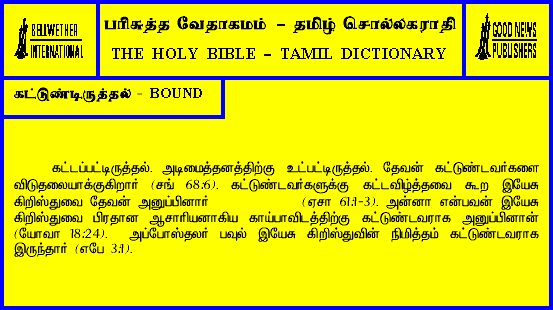 BELLWETHER
INTERNATIONAL
பரிசுத்த வேதாகமம் – தமிழ் சொல்லகராதி
THE HOLY BIBLE – TAMIL DICTIONARY
GOOD NEWS
PUBLISHERS
கட்டுண்டிருத்தல் - BOUND
கட்டப்பட்டிருத்தல். அடிமைத்தனத்திற்கு உட்பட்டிருத்தல். தேவன் கட்டுண்டவர்களை
விடுதலையாக்குகிறார் (சங் 68:6). கட்டுண்டவர்களுக்கு கட்டவிழ்த்தலை கூற இயேசு
கிறிஸ்துவை தேவன் அனுப்பினார் (ஏசா 61:1-3). அன்னா என்பவன் இயேசு
கிறிஸ்துவை பிரதான ஆசாரியனாகிய காய்பாவிடத்திற்கு கட்டுண்டவராக அனுப்பினான்
(யோவா 18:24). அப்போஸ்தலர் பவுல் இயேசு கிறிஸ்துவின் நிமித்தம் கட்டுண்டவராக
இருந்தார் (எபே 3:1).